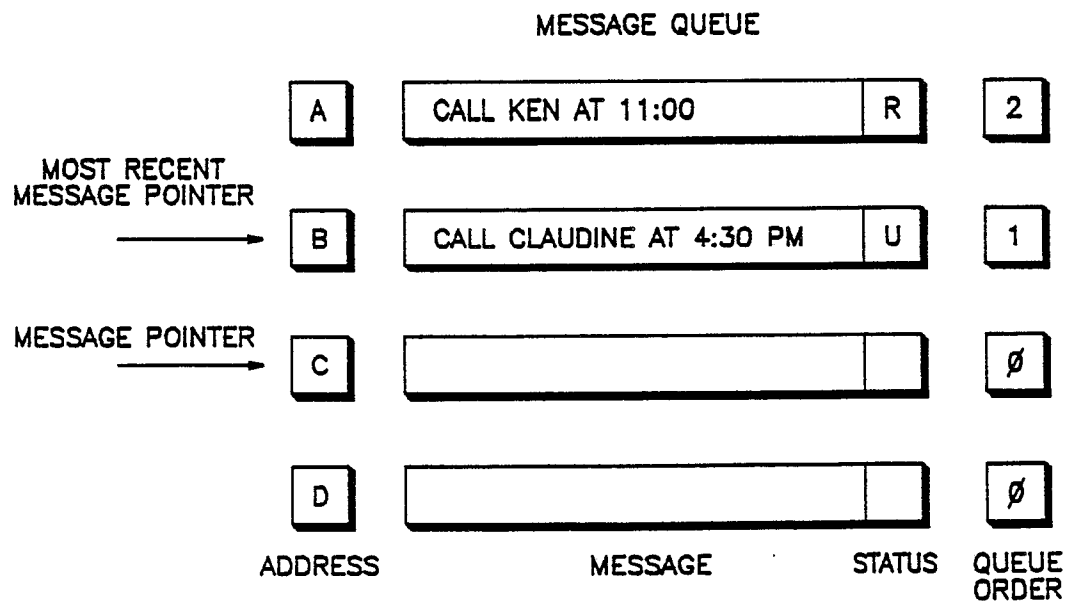 MESSAGE QUEUE
A CALL KEN AT 11:00 R 2
MOST RECENT
MESSAGE POINTER
B CALL CLAUDINE AT 4:30 PM U 1
MESSAGE POINTER
C Ø
D Ø
ADDRESS MESSAGE STATUS QUEUE
ORDER